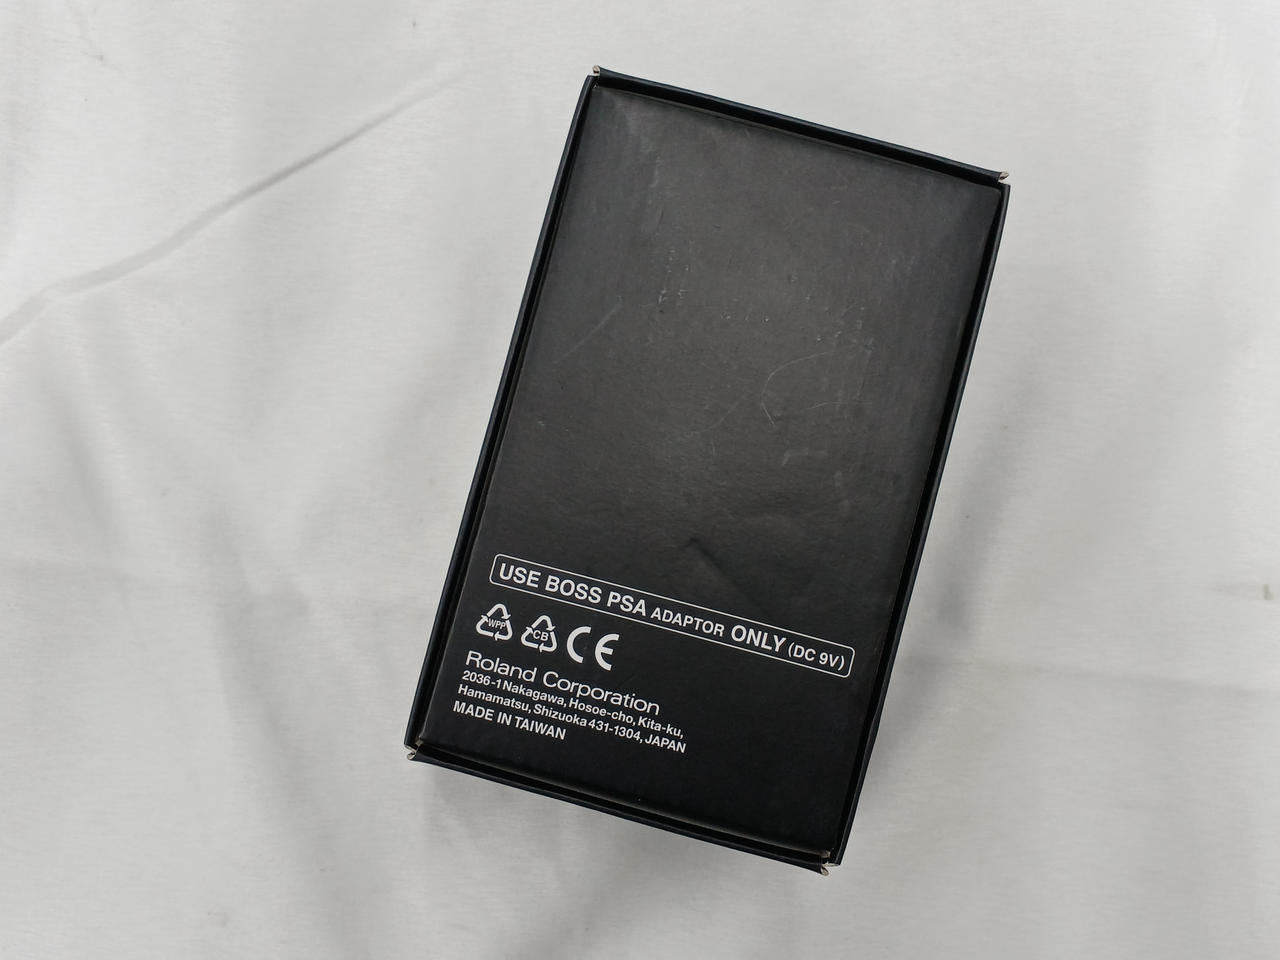 USE BOSS PSA ADAPTOR ONLY (DC 9V)
WPP CB CE
Roland Corporation
2036-1 Nakagawa, Hosoe-cho, Kita-ku,
Hamamatsu, Shizuoka 431-1304, JAPAN
MADE IN TAIWAN